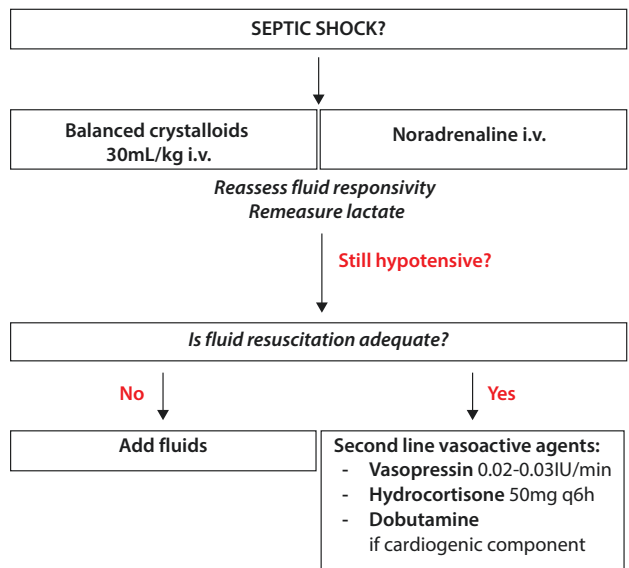 SEPTIC SHOCK?
Balanced crystalloids
30mL/kg i.v.
Noradrenaline i.v.
Reassess fluid responsivity
Remeasure lactate
Still hypotensive?
Is fluid resuscitation adequate?
No
Yes
Add fluids
Second line vasoactive agents:
- Vasopressin 0.02-0.03IU/min
- Hydrocortisone 50mg q6h
- Dobutamine
if cardiogenic component